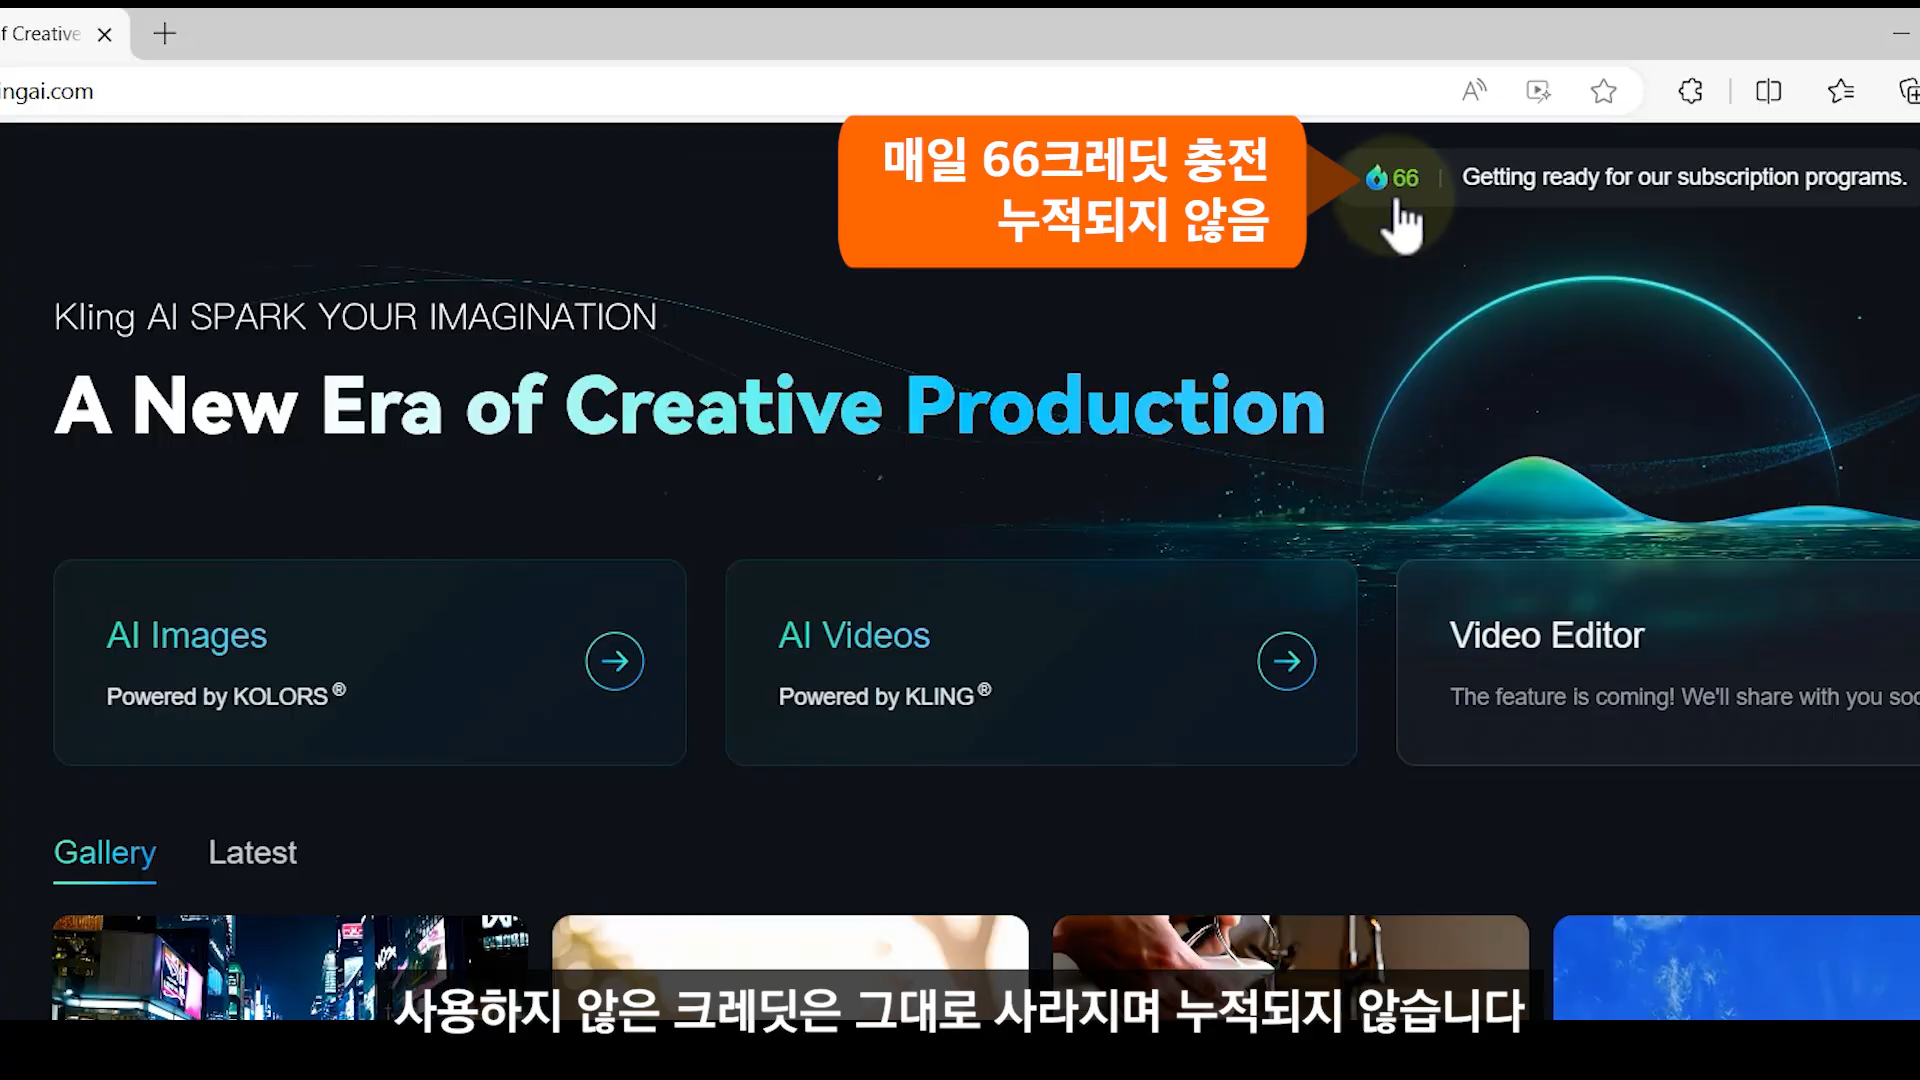 f Creative
ingai.com
매일 66크레딧 충전
누적되지 않음
66
Getting ready for our subscription programs.
Kling AI SPARK YOUR IMAGINATION
A New Era of Creative Production
AI Images
Powered by KOLORS®
AI Videos
Powered by KLING®
Video Editor
The feature is coming! We'll share with you soo
Gallery
Latest
사용하지 않은 크레딧은 그대로 사라지며 누적되지 않습니다